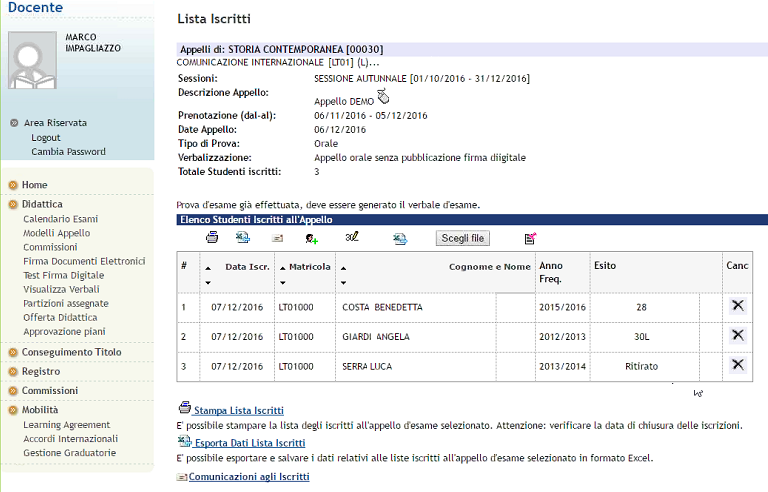 Docente
MARCO
IMPAGLIAZZO
Area Riservata
Logout
Cambia Password
Home
Didattica
Calendario Esami
Modelli Appello
Commissioni
Firma Documenti Elettronici
Test Firma Digitale
Visualizza Verbali
Partizioni assegnate
Offerta Didattica
Approvazione piani
Conseguimento Titolo
Registro
Commissioni
Mobilità
Learning Agreement
Accordi Internazionali
Gestione Graduatorie
Lista Iscritti
Appelli di: STORIA CONTEMPORANEA [00030]
COMUNICAZIONE INTERNAZIONALE [LT01] (L)...
Sessioni: SESSIONE AUTUNNALE [01/10/2016 - 31/12/2016]
Descrizione Appello: Appello DEMO
Prenotazione (dal-al): 06/11/2016 - 05/12/2016
Date Appello: 06/12/2016
Tipo di Prova: Orale
Verbalizzazione: Appello orale senza pubblicazione firma diigitale
Totale Studenti iscritti: 3
Prova d'esame già effettuata, deve essere generato il verbale d'esame.
Elenco Studenti Iscritti all'Appello
Scegli file
# Data Iscr. Matricola Cognome e Nome Anno Freq. Esito Canc
1 07/12/2016 LT01000 COSTA BENEDETTA 2015/2016 28
2 07/12/2016 LT01000 GIARDI ANGELA 2012/2013 30L
3 07/12/2016 LT01000 SERRA LUCA 2013/2014 Ritirato
Stampa Lista Iscritti
E' possibile stampare la lista degli iscritti all'appello d'esame selezionato. Attenzione: verificare la data di chiusura delle iscrizioni.
Esporta Dati Lista Iscritti
E' possibile esportare e salvare i dati relativi alle liste iscritti all'appello d'esame selezionato in formato Excel.
Comunicazioni agli Iscritti